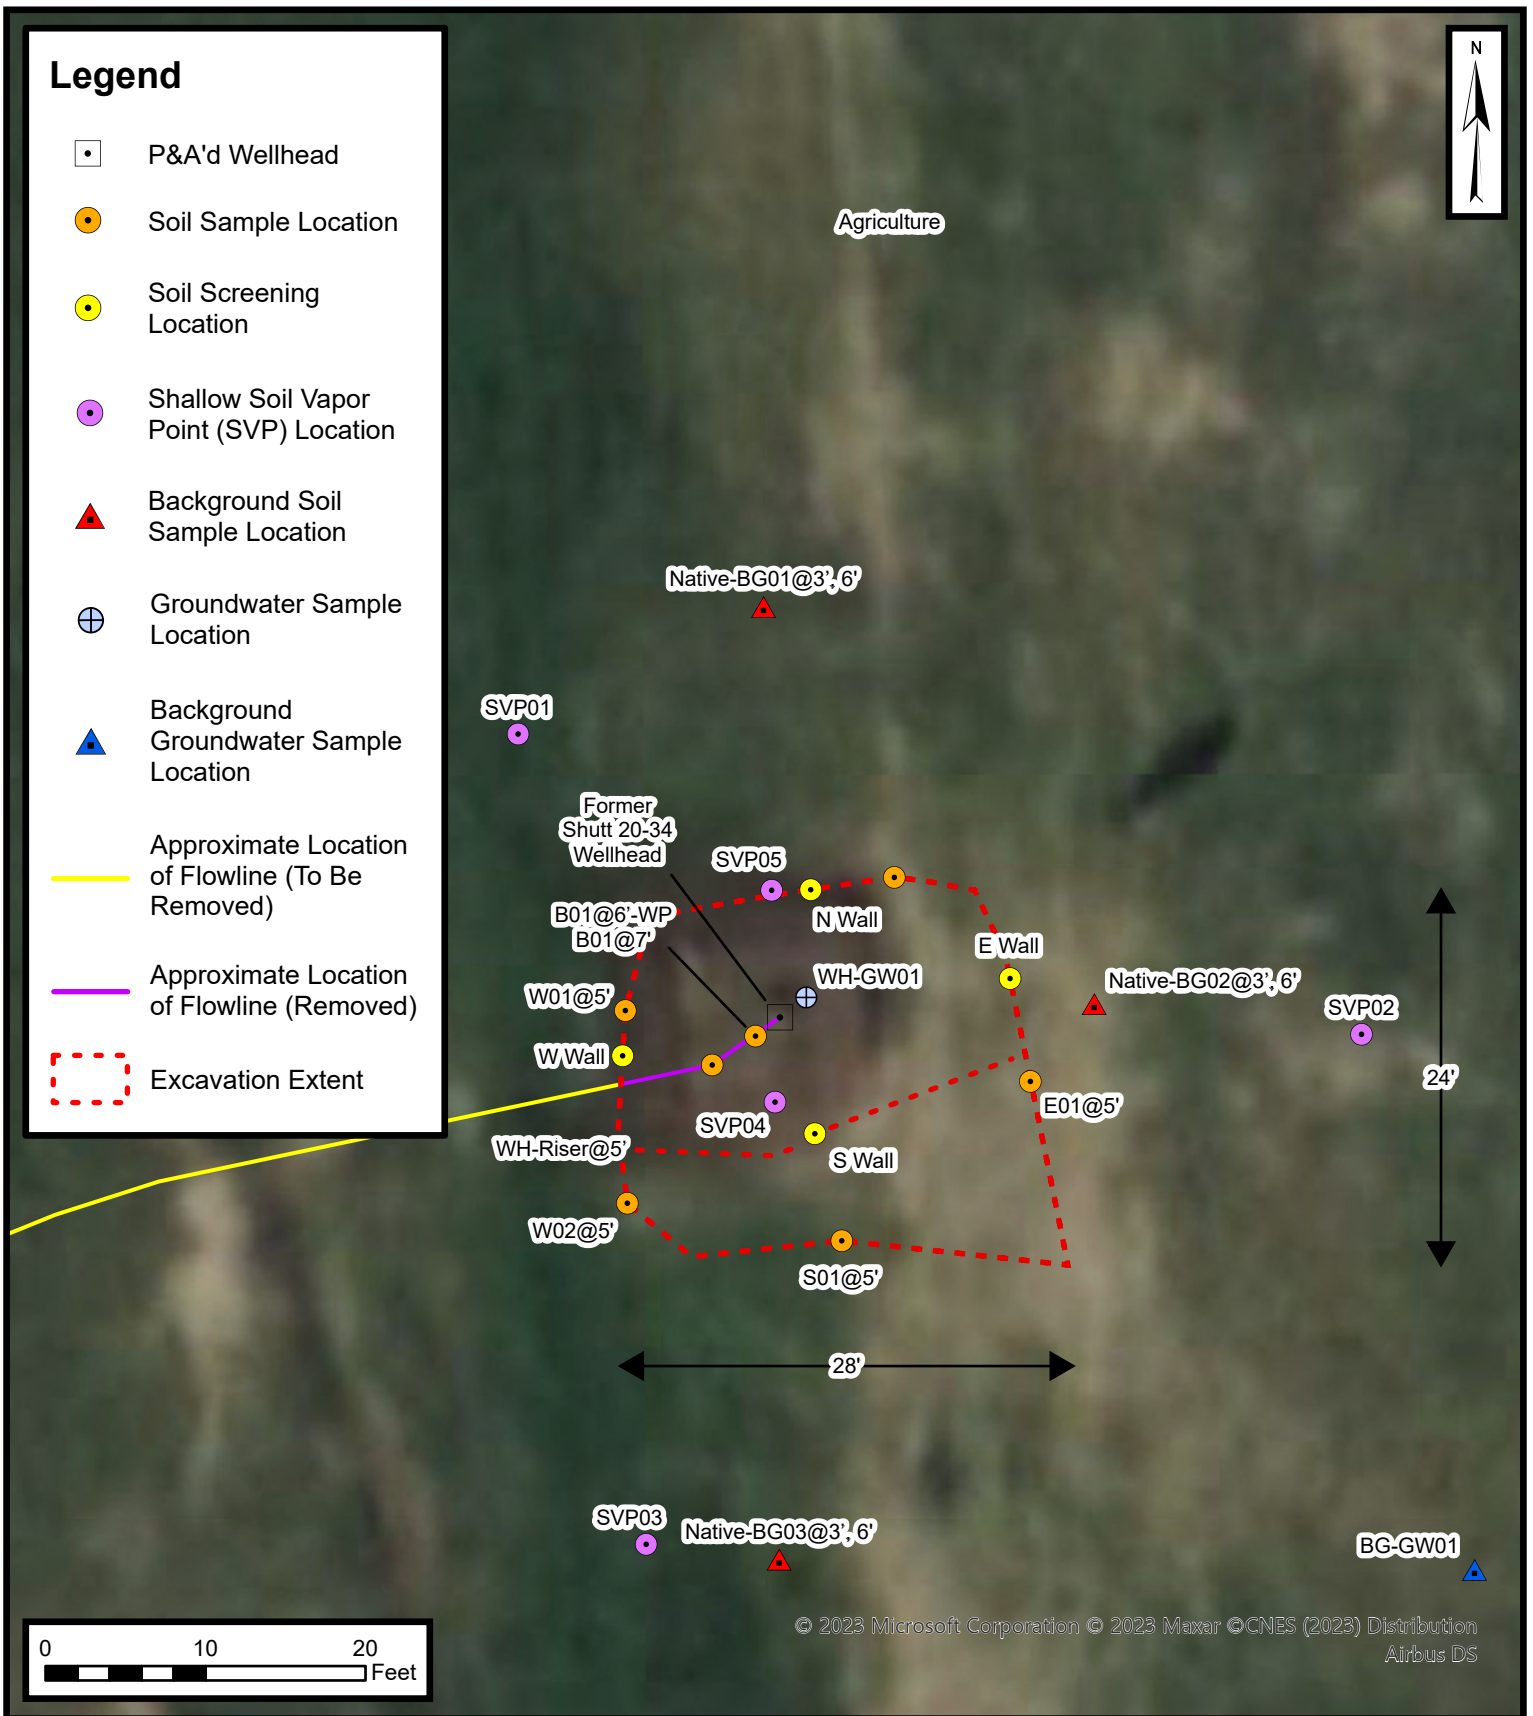 Legend
P&A'd Wellhead
Soil Sample Location
Soil Screening
Location
Shallow Soil Vapor
Point (SVP) Location
Background Soil
Sample Location
Groundwater Sample
Location
Background
Groundwater Sample
Location
Approximate Location
of Flowline (To Be
Removed)
Approximate Location
of Flowline (Removed)
Excavation Extent
N
Agriculture
Native-BG01@3', 6'
SVP01
Former
Shutt 20-34
Wellhead
SVP05
N Wall
B01@6'-WP
B01@7'
E Wall
WH-GW01
Native-BG02@3', 6'
W01@5'
SVP02
W Wall
24'
E01@5'
SVP04
WH-Riser@5'
S Wall
W02@5'
S01@5'
28'
SVP03
Native-BG03@3', 6'
BG-GW01
© 2023 Microsoft Corporation © 2023 Maxar ©CNES (2023) Distribution
Airbus DS
0 10 20
Feet